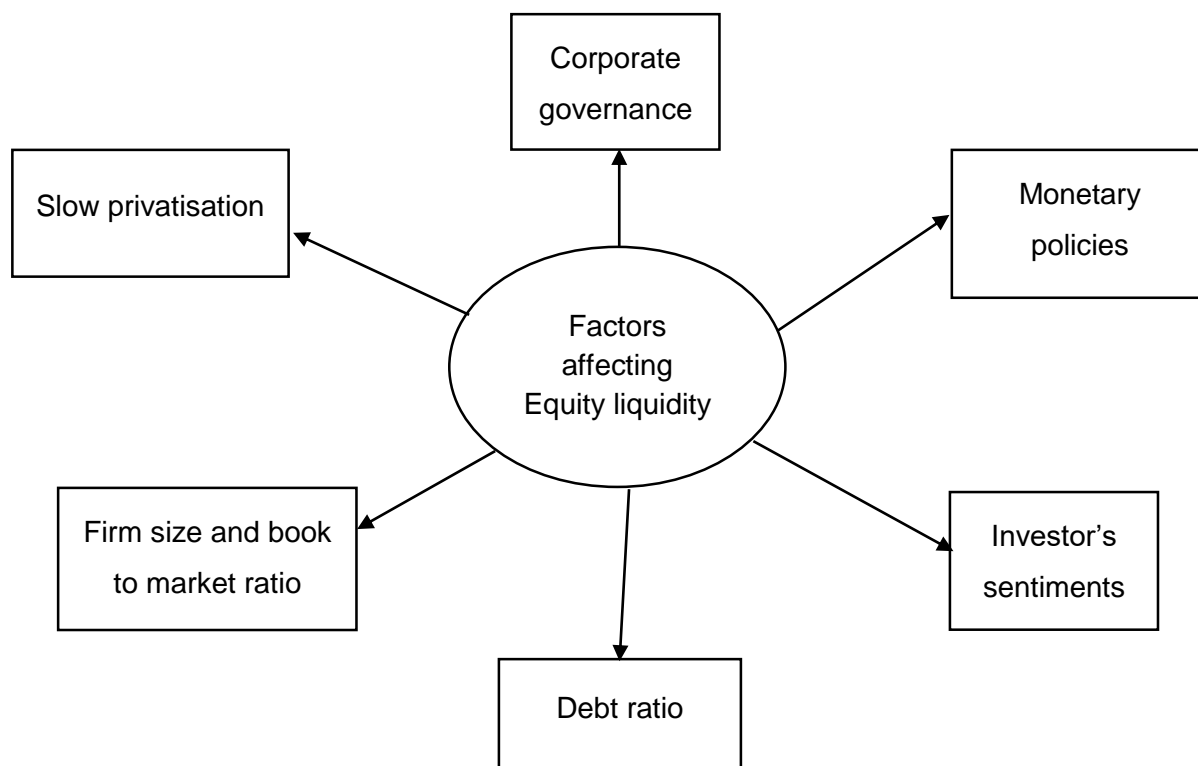 Corporate
governance
Slow privatisation
Monetary
policies
Factors
affecting
Equity liquidity
Firm size and book
to market ratio
Investor’s
sentiments
Debt ratio